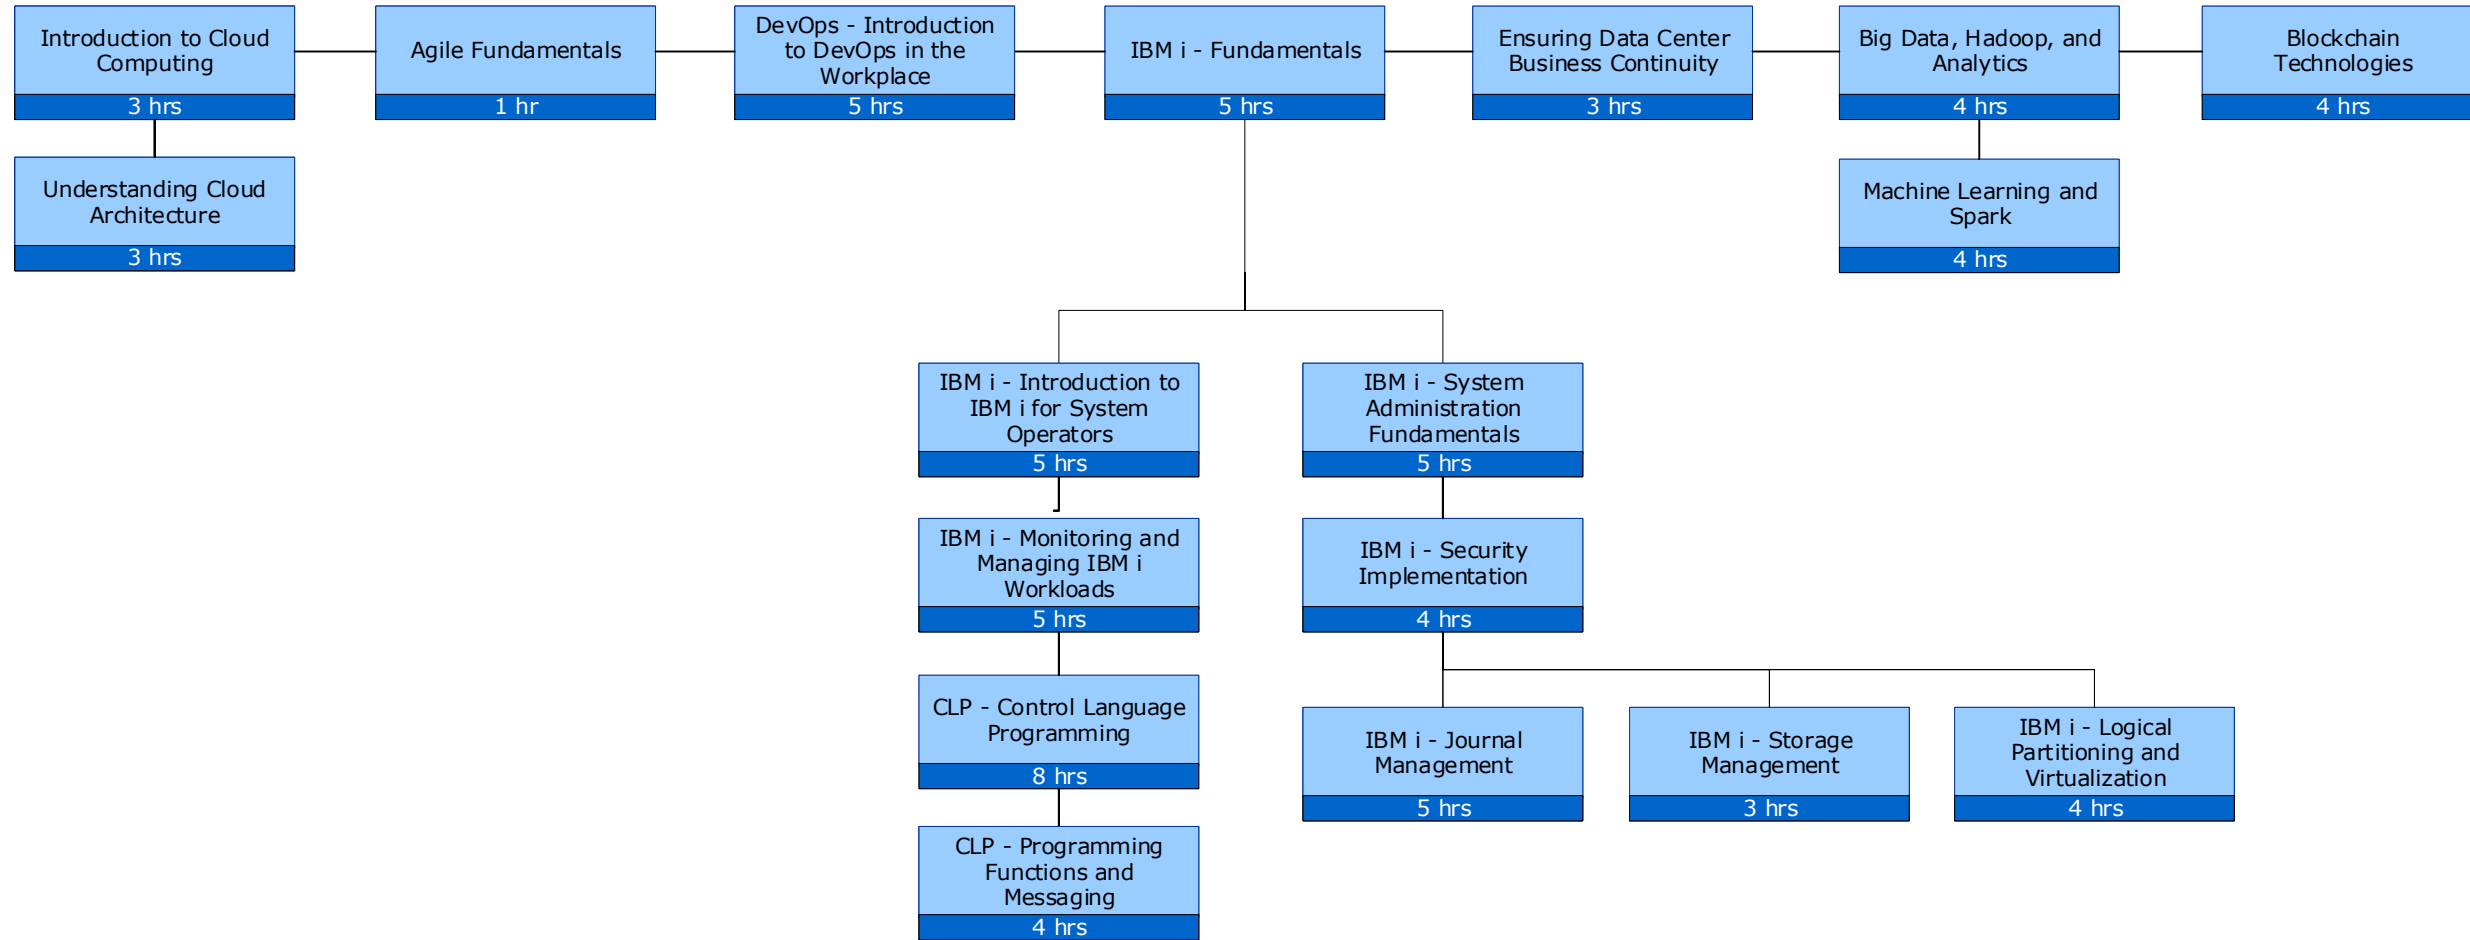 Introduction to Cloud
Computing
3 hrs
Agile Fundamentals
1 hr
DevOps - Introduction
to DevOps in the
Workplace
5 hrs
IBM i - Fundamentals
5 hrs
Ensuring Data Center
Business Continuity
3 hrs
Big Data, Hadoop, and
Analytics
4 hrs
Blockchain
Technologies
4 hrs
Understanding Cloud
Architecture
3 hrs
Machine Learning and
Spark
4 hrs
IBM i - Introduction to
IBM i for System
Operators
5 hrs
IBM i - System
Administration
Fundamentals
5 hrs
IBM i - Monitoring and
Managing IBM i
Workloads
5 hrs
IBM i - Security
Implementation
4 hrs
CLP - Control Language
Programming
8 hrs
IBM i - Journal
Management
5 hrs
IBM i - Storage
Management
3 hrs
IBM i - Logical
Partitioning and
Virtualization
4 hrs
CLP - Programming
Functions and
Messaging
4 hrs